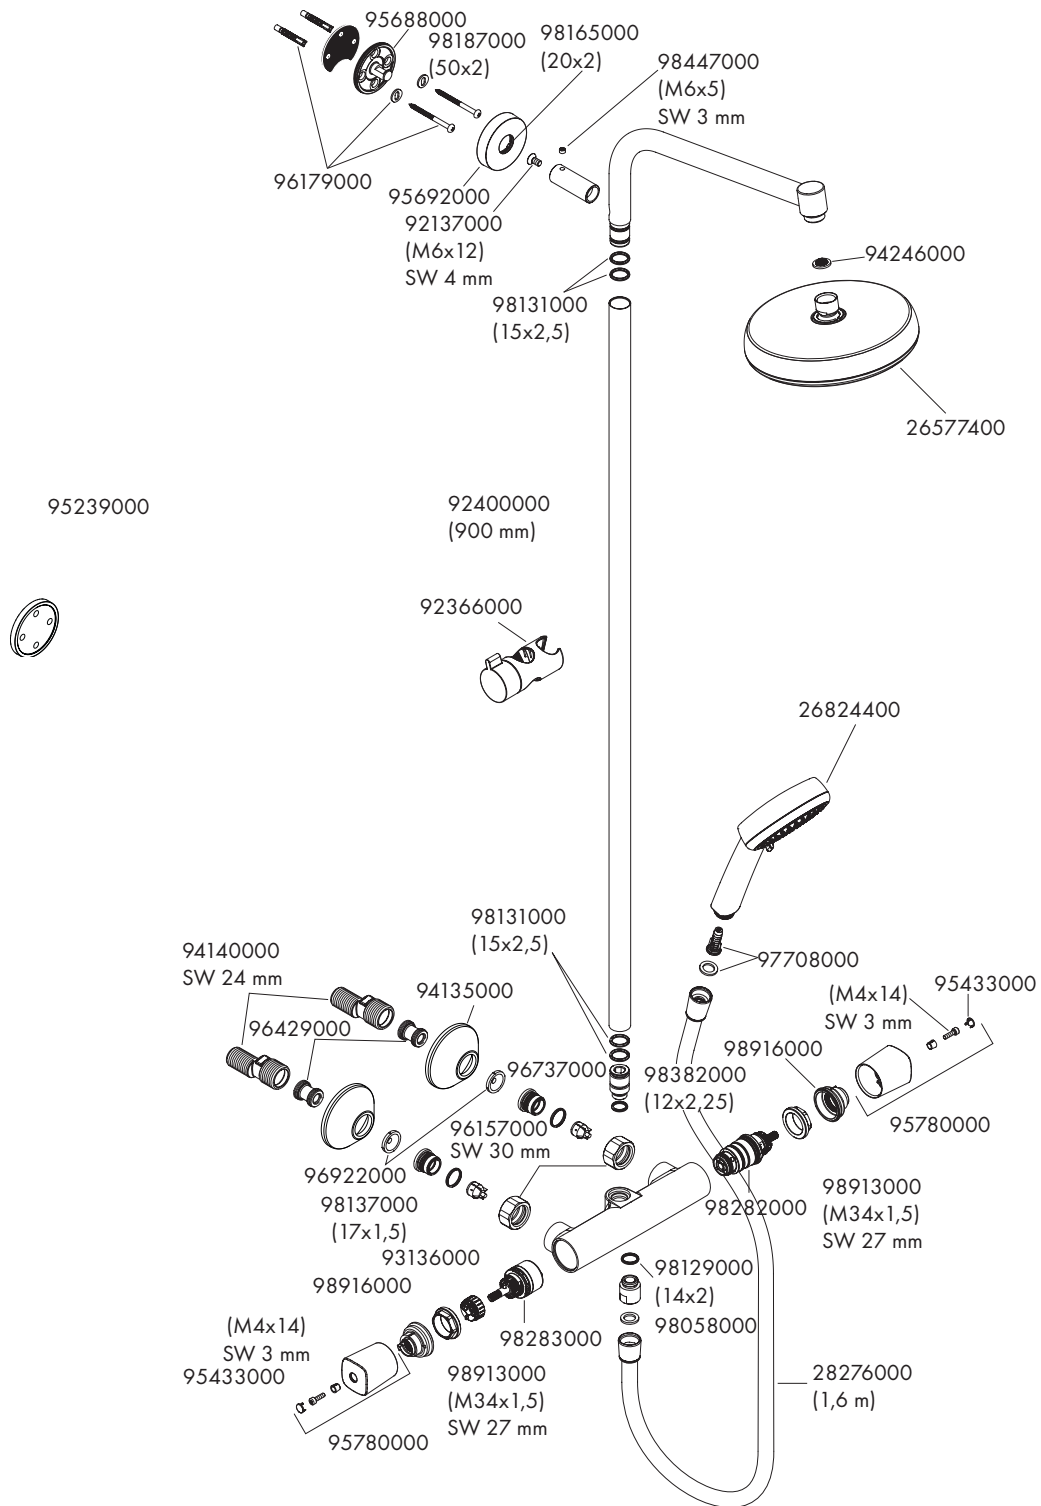 95688000
98187000
(50x2)
98165000
(20x2)
98447000
(M6x5)
SW 3 mm
96179000
95692000
92137000
(M6x12)
SW 4 mm
94246000
98131000
(15x2,5)
26577400
95239000
92400000
(900 mm)
92366000
26824400
98131000
(15x2,5)
94140000
SW 24 mm
97708000
94135000
(M4x14)
SW 3 mm
95433000
96429000
98916000
96737000
98382000
(12x2,25)
95780000
96157000
SW 30 mm
96922000
98137000
(17x1,5)
98282000
98913000
(M34x1,5)
SW 27 mm
93136000
98916000
98129000
(14x2)
98058000
(M4x14)
SW 3 mm
95433000
98283000
98913000
(M34x1,5)
SW 27 mm
28276000
(1,6 m)
95780000